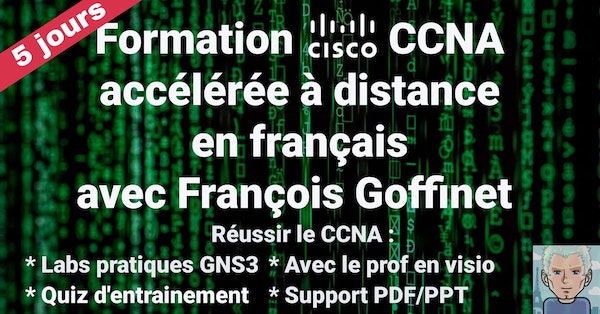 5 jours
Formation CISCO CCNA
accélérée à distance
en français
avec François Goffinet
Réussir le CCNA :
* Labs pratiques GNS3 * Avec le prof en visio
* Quiz d'entrainement * Support PDF/PPT